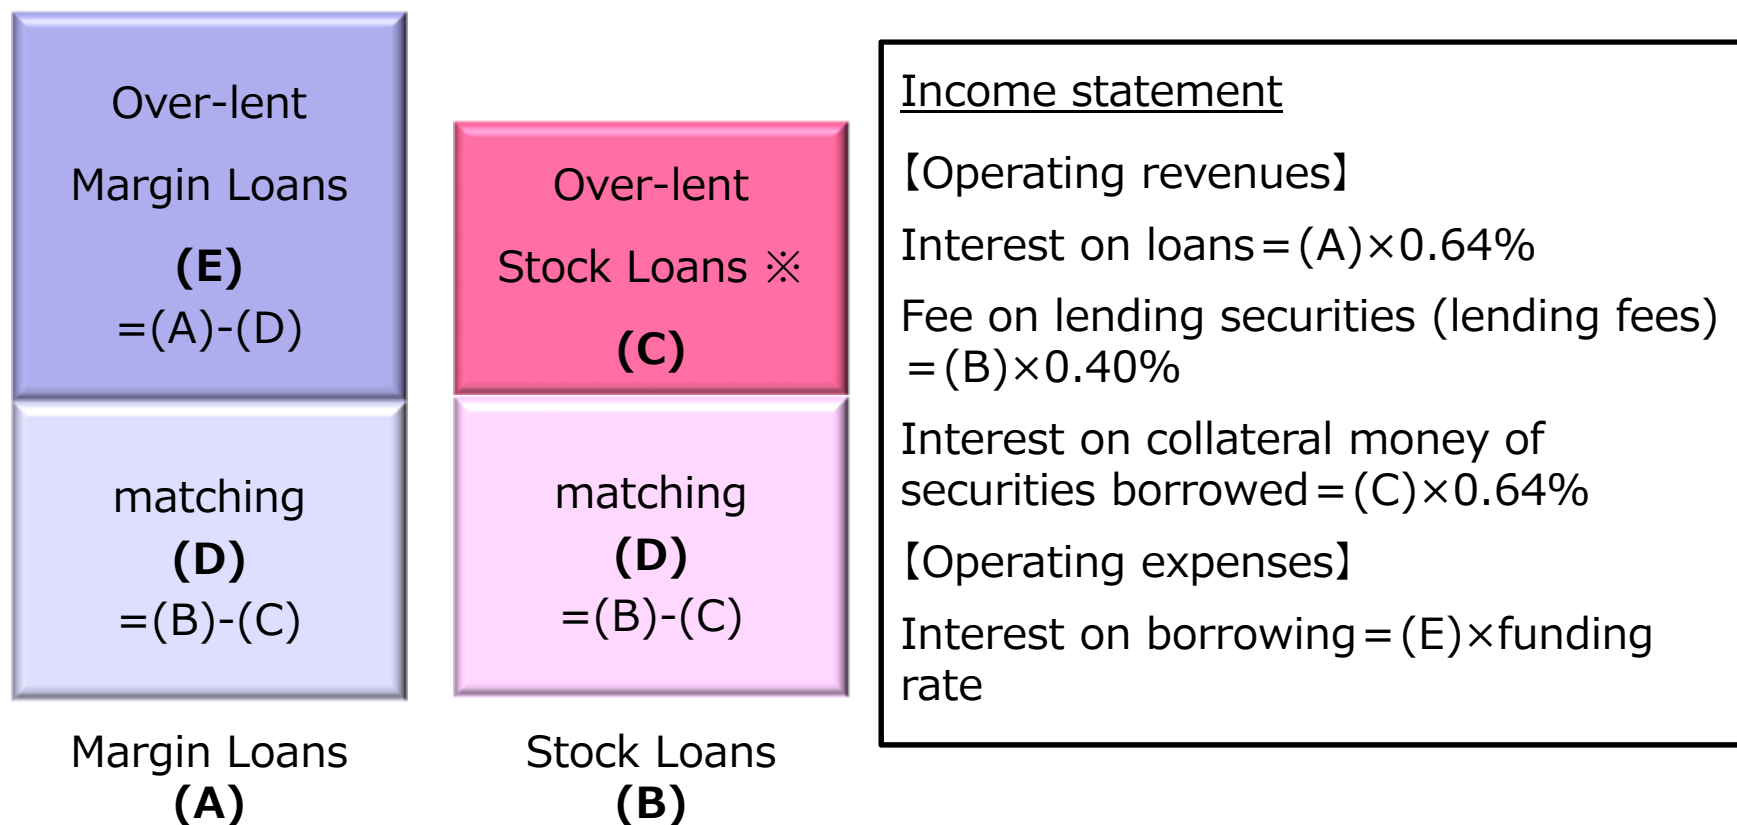 Over-lent
Margin Loans
(E)
=(A)-(D)
matching
(D)
=(B)-(C)
Margin Loans
(A)
Over-lent
Stock Loans ※
(C)
matching
(D)
=(B)-(C)
Stock Loans
(B)
Income statement
【Operating revenues】
Interest on loans=(A)×0.64%
Fee on lending securities (lending fees)
=(B)×0.40%
Interest on collateral money of
securities borrowed=(C)×0.64%
【Operating expenses】
Interest on borrowing=(E)×funding
rate